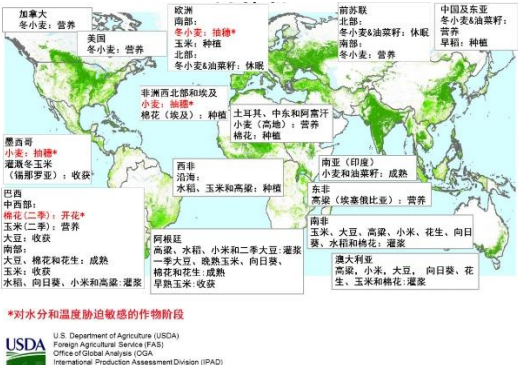 加拿大
冬小麦：营养
美国
冬小麦：营养
欧洲
南部：
冬小麦&油菜籽：抽穗*
玉米：种植
北部：
冬小麦&油菜籽：休眠
前苏联
北部：
冬小麦&油菜籽：休眠
南部：
冬小麦：营养
中国及东亚
冬小麦&油菜籽：
营养
早稻：种植
非洲西北部和埃及
小麦：抽穗*
棉花（埃及）：种植
土耳其、中东和阿富汗
小麦（高地）：营养
棉花：种植
墨西哥
小麦：抽穗*
灌溉冬玉米
（锡那罗亚）：收获
西非
沿海：
水稻、玉米和高粱：种植
南亚（印度）
小麦和油菜籽：成熟
东非
高粱（埃塞俄比亚）：营养
巴西
中西部：
棉花(二季)：开花*
玉米(二季)：营养
大豆：收获
南部：
大豆、棉花和花生：成熟
玉米：收获
水稻、向日葵、小米和高粱:灌浆
阿根廷
高粱、水稻、小米和二季大豆:灌浆
一季大豆、晚熟玉米、向日葵、
棉花和花生:成熟
早熟玉米:收获
南非
玉米、大豆、高粱、小米、花生、向日
葵、水稻和棉花：灌浆
澳大利亚
高粱，小米，大豆， 向日葵、花
生、玉米和棉花：灌浆
*对水分和温度胁迫敏感的作物阶段
USDA
U.S. Department of Agriculture (USDA)
Foreign Agricultural Service (FAS)
Office of Global Analysis (OGA
International Production Assessment Division (IPAD)